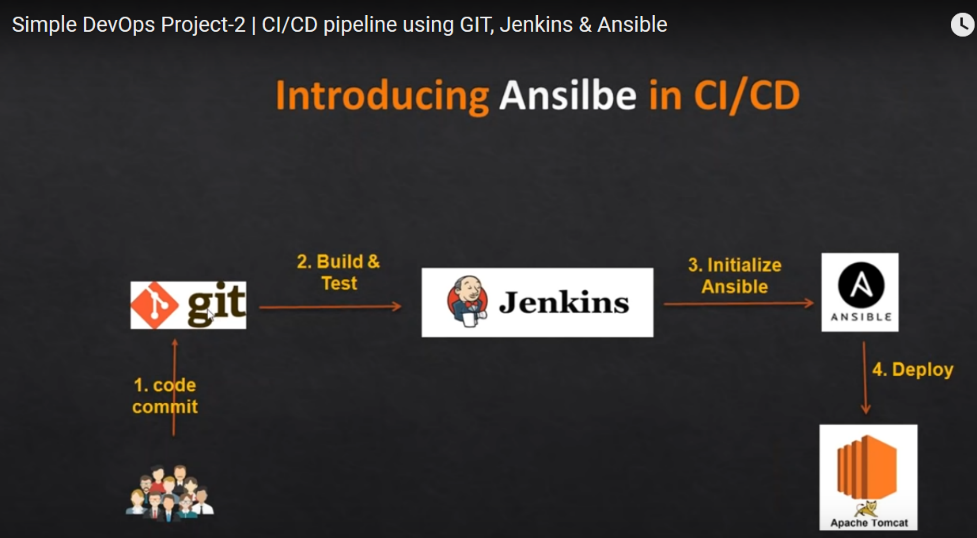 Simple DevOps Project-2 | CI/CD pipeline using GIT, Jenkins & Ansible
Introducing Ansilbe in CI/CD
2. Build &
Test
3. Initialize
Ansible
git
Jenkins
ANSIBLE
1. code
commit
4. Deploy
Apache Tomcat